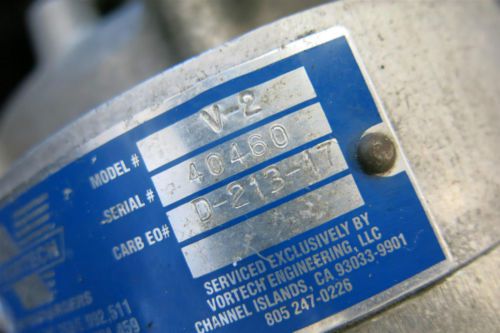 MODEL # V-2
SERIAL # 40460
CARB EO# D-213-17
SERVICED EXCLUSIVELY BY
VORTECH ENGINEERING, LLC
CHANNEL ISLANDS, CA 93033-9901
805 247-0226